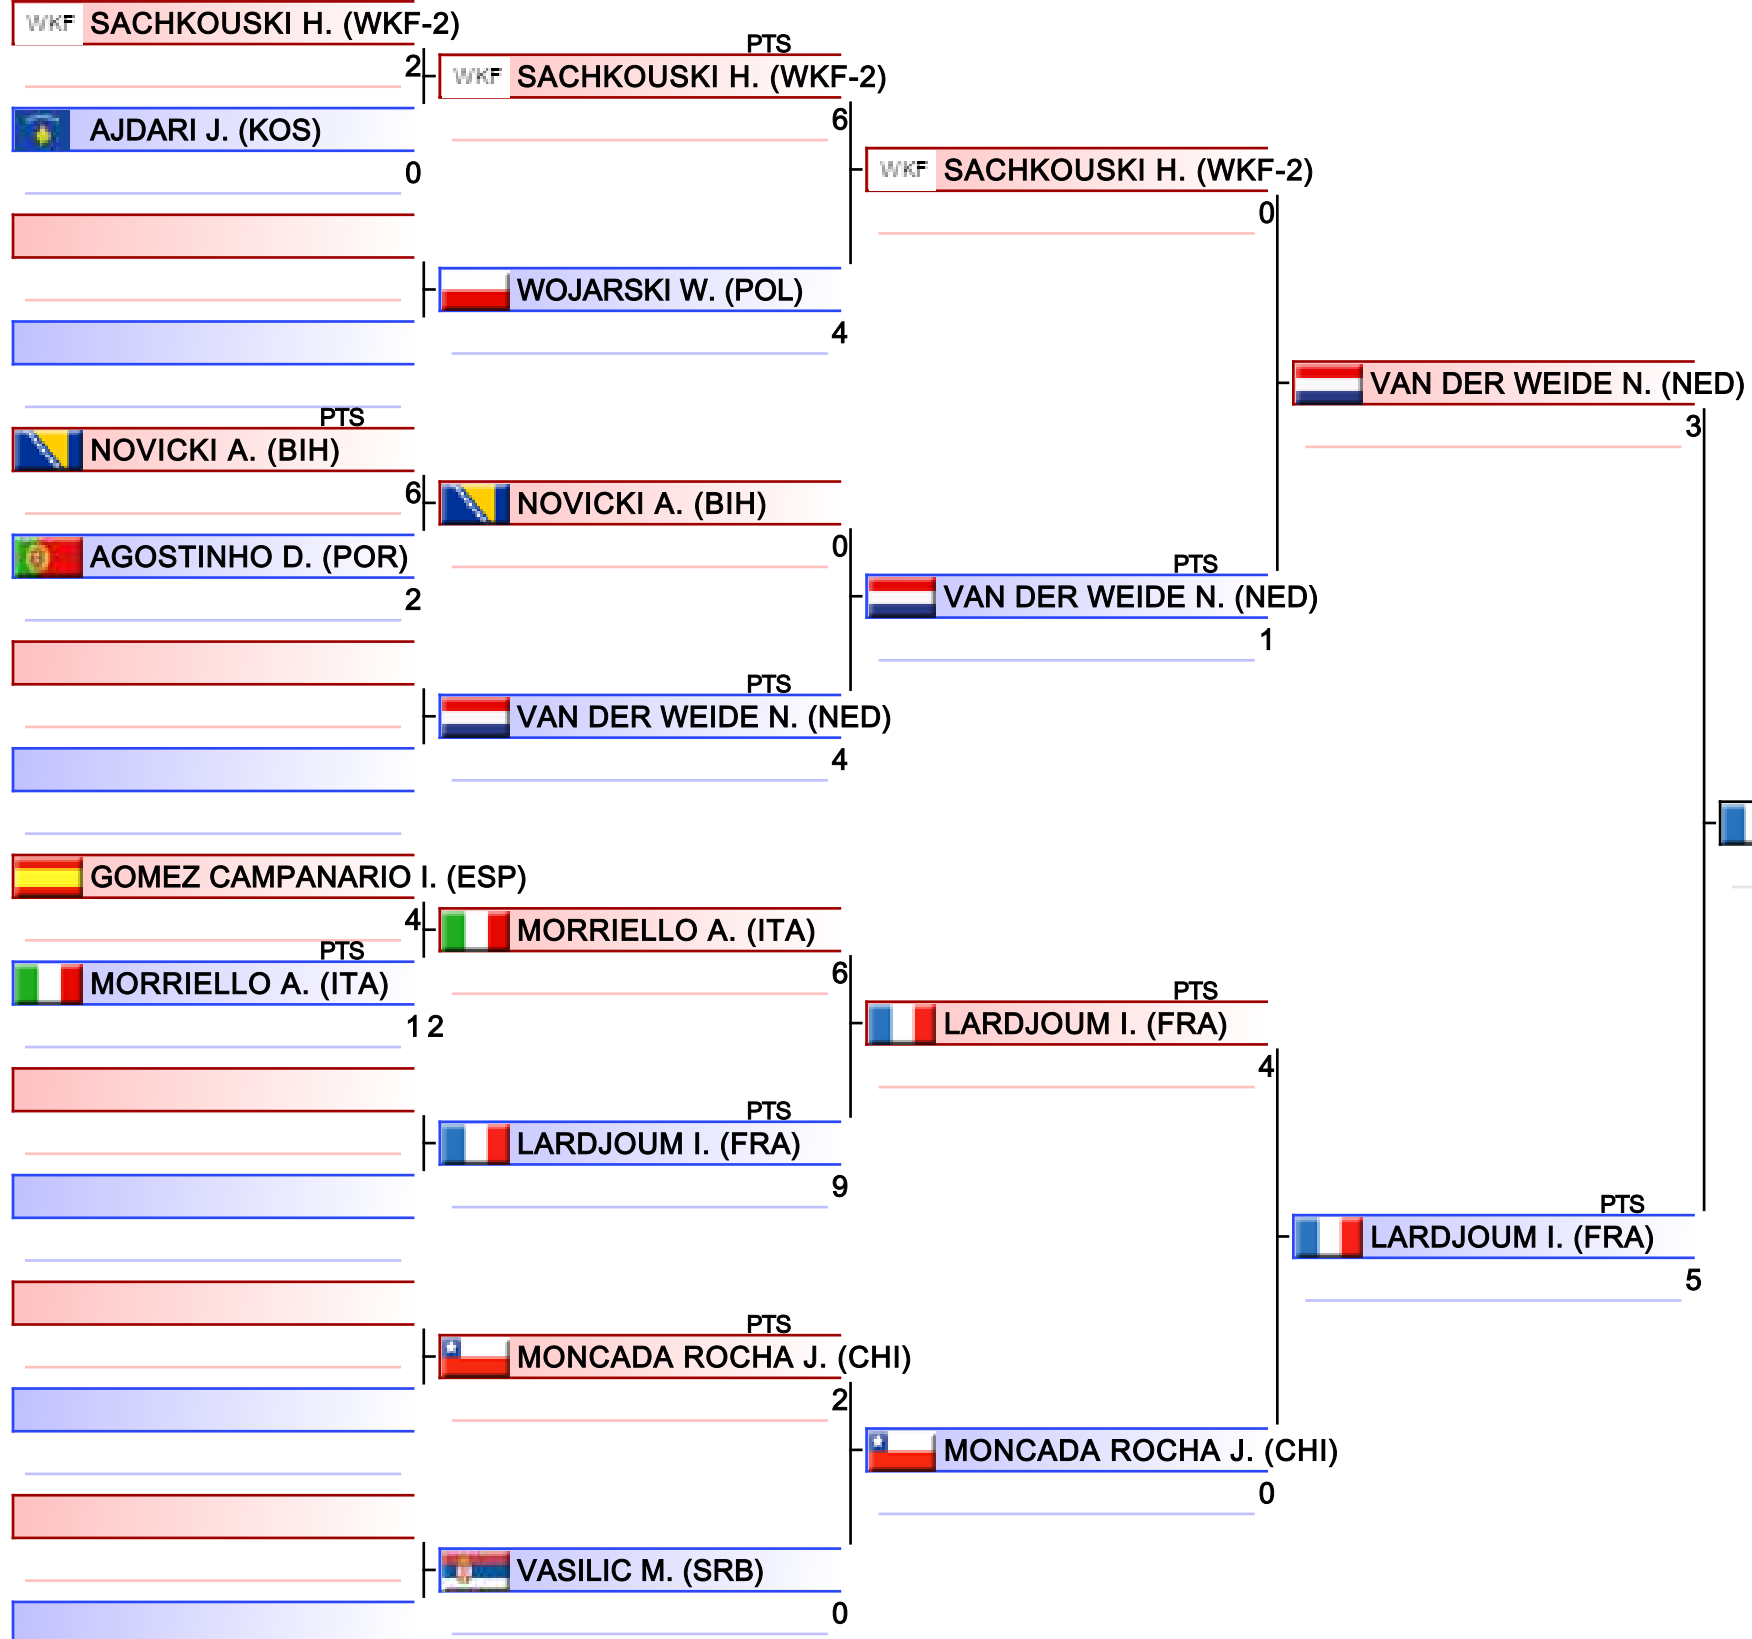 WKF SACHKOUSKI H. (WKF-2)
2
AJDARI J. (KOS)
0
PTS
NOVICKI A. (BIH)
6
AGOSTINHO D. (POR)
2
GOMEZ CAMPANARIO I. (ESP)
4
PTS
MORRIELLO A. (ITA)
12
PTS
WKF SACHKOUSKI H. (WKF-2)
6
WOJARSKI W. (POL)
4
NOVICKI A. (BIH)
0
PTS
VAN DER WEIDE N. (NED)
4
MORRIELLO A. (ITA)
6
PTS
LARDJOUM I. (FRA)
9
PTS
MONCADA ROCHA J. (CHI)
2
VASILIC M. (SRB)
0
WKF SACHKOUSKI H. (WKF-2)
0
PTS
VAN DER WEIDE N. (NED)
1
PTS
LARDJOUM I. (FRA)
4
MONCADA ROCHA J. (CHI)
0
VAN DER WEIDE N. (NED)
3
PTS
LARDJOUM I. (FRA)
5